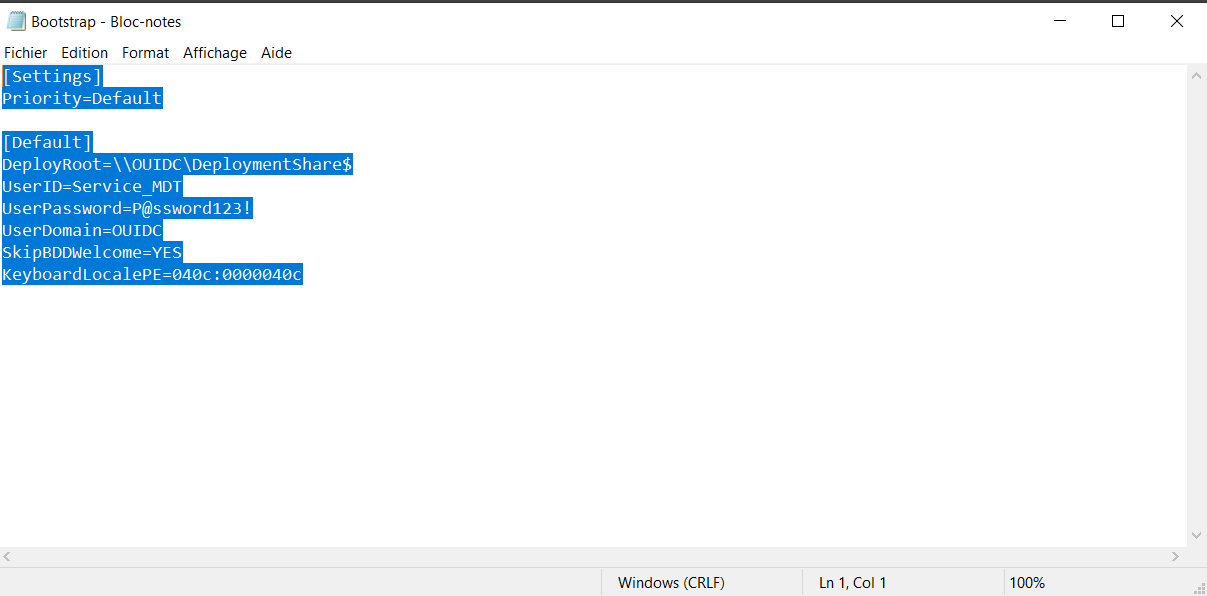 Bootstrap - Bloc-notes
Fichier Edition Format Affichage Aide
[Settings]
Priority=Default
[Default]
DeployRoot=\\OUIDC\DeploymentShare$
UserID=Service_MDT
UserPassword=P@ssword123!
UserDomain=OUIDC
SkipBDDWelcome=YES
KeyboardLocalePE=040c:0000040c
Windows (CRLF) Ln 1, Col 1 100%